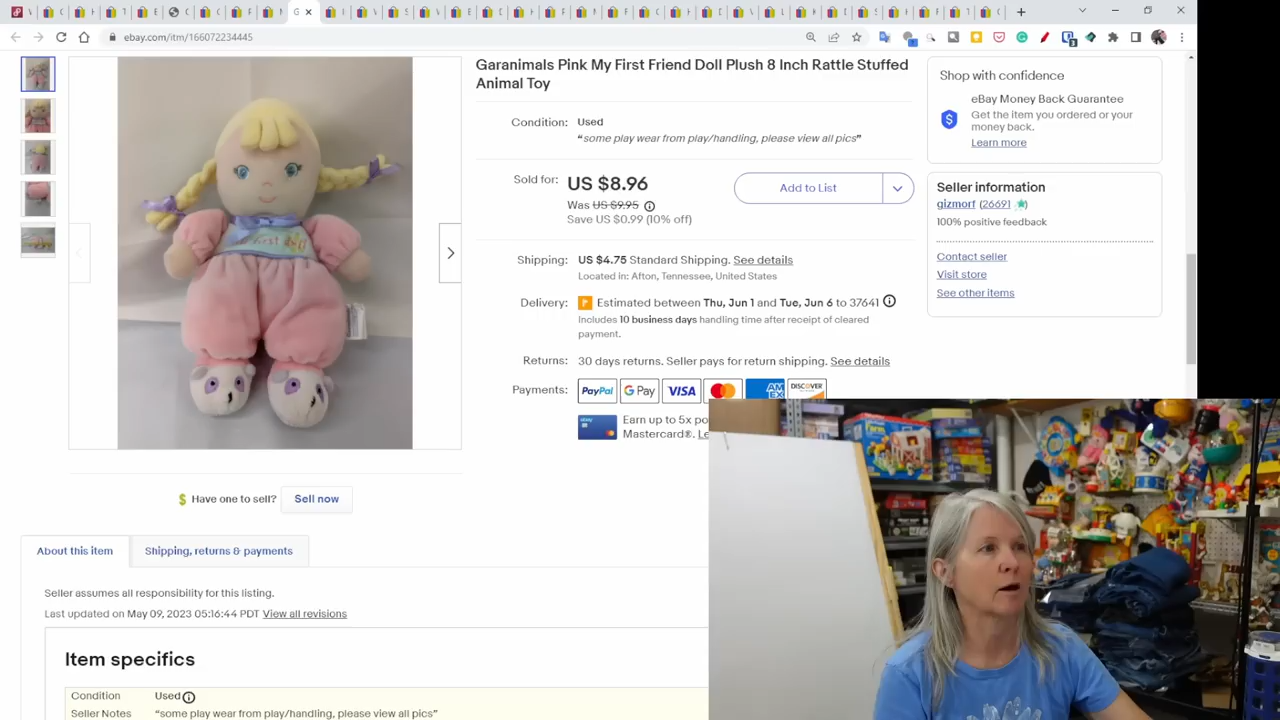 ebay.com/itm/166072234445
Garanimals Pink My First Friend Doll Plush 8 Inch Rattle Stuffed
Animal Toy
Condition: Used
“some play wear from play/handling, please view all pics”
Sold for: US $8.96
Was US $9.95
Save US $0.99 (10% off)
Add to List
Shipping: US $4.75 Standard Shipping. See details
Located in: Afton, Tennessee, United States
Delivery: Estimated between Thu, Jun 1 and Tue, Jun 6 to 37641
Includes 10 business days handling time after receipt of cleared
payment.
Returns: 30 days returns. Seller pays for return shipping. See details
Payments: PayPal G Pay VISA AM EX DISCOVER
Earn up to 5x po
Mastercard®. Le
Shop with confidence
eBay Money Back Guarantee
Get the item you ordered or your
money back.
Learn more
Seller information
gizmorf (26691)
100% positive feedback
Contact seller
Visit store
See other items
first doll
Have one to sell? Sell now
About this item
Shipping, returns & payments
Seller assumes all responsibility for this listing.
Last updated on May 09, 2023 05:16:44 PDT View all revisions
Item specifics
Condition Used
Seller Notes “some play wear from play/handling, please view all pics”